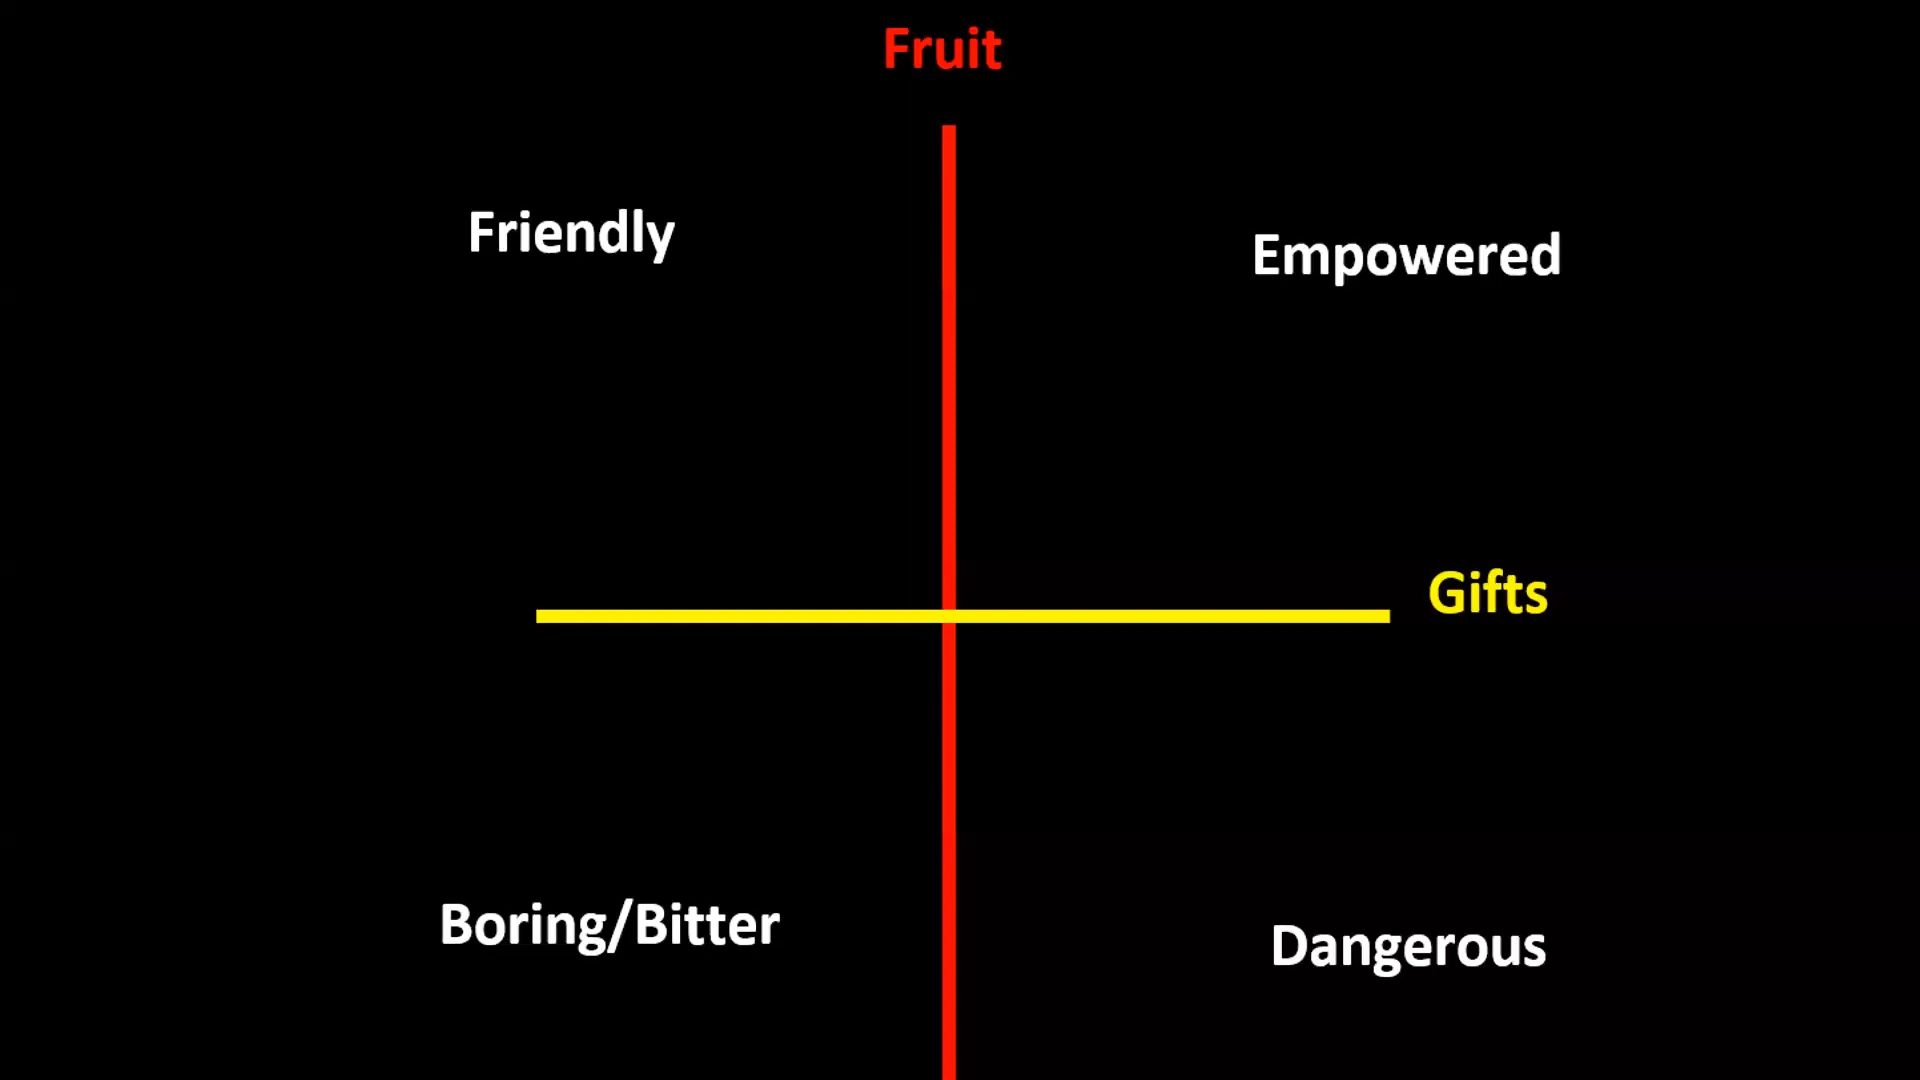 Fruit
Friendly
Empowered
Gifts
Boring/Bitter
Dangerous